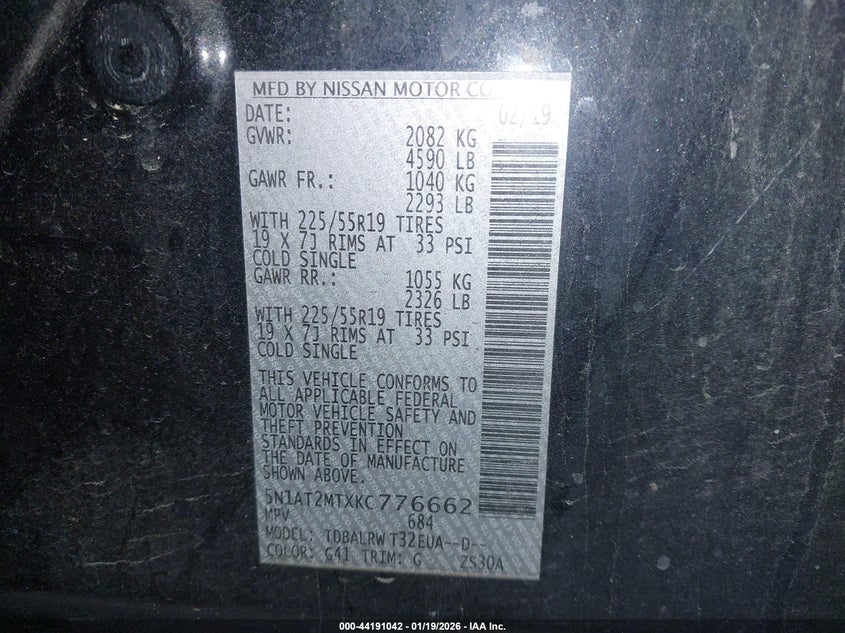 MFD BY NISSAN MOTOR CO
DATE: 02/19
GVWR: 2082 KG
4590 LB
GAWR FR.: 1040 KG
2293 LB
WITH 225/55R19 TIRES
19 X 7J RIMS AT 33 PSI
COLD SINGLE
GAWR RR.: 1055 KG
2326 LB
WITH 225/55R19 TIRES
19 X 7J RIMS AT 33 PSI
COLD SINGLE
THIS VEHICLE CONFORMS TO
ALL APPLICABLE FEDERAL
MOTOR VEHICLE SAFETY AND
THEFT PREVENTION
STANDARDS IN EFFECT ON
THE DATE OF MANUFACTURE
SHOWN ABOVE.
5N1AT2MTXKC776662
MPV 684
MODEL: TDBALRW T32EUA--D--
COLOR: G41 TRIM: G ZS30A
000-44191042 - 01/19/2026 - IAA Inc.